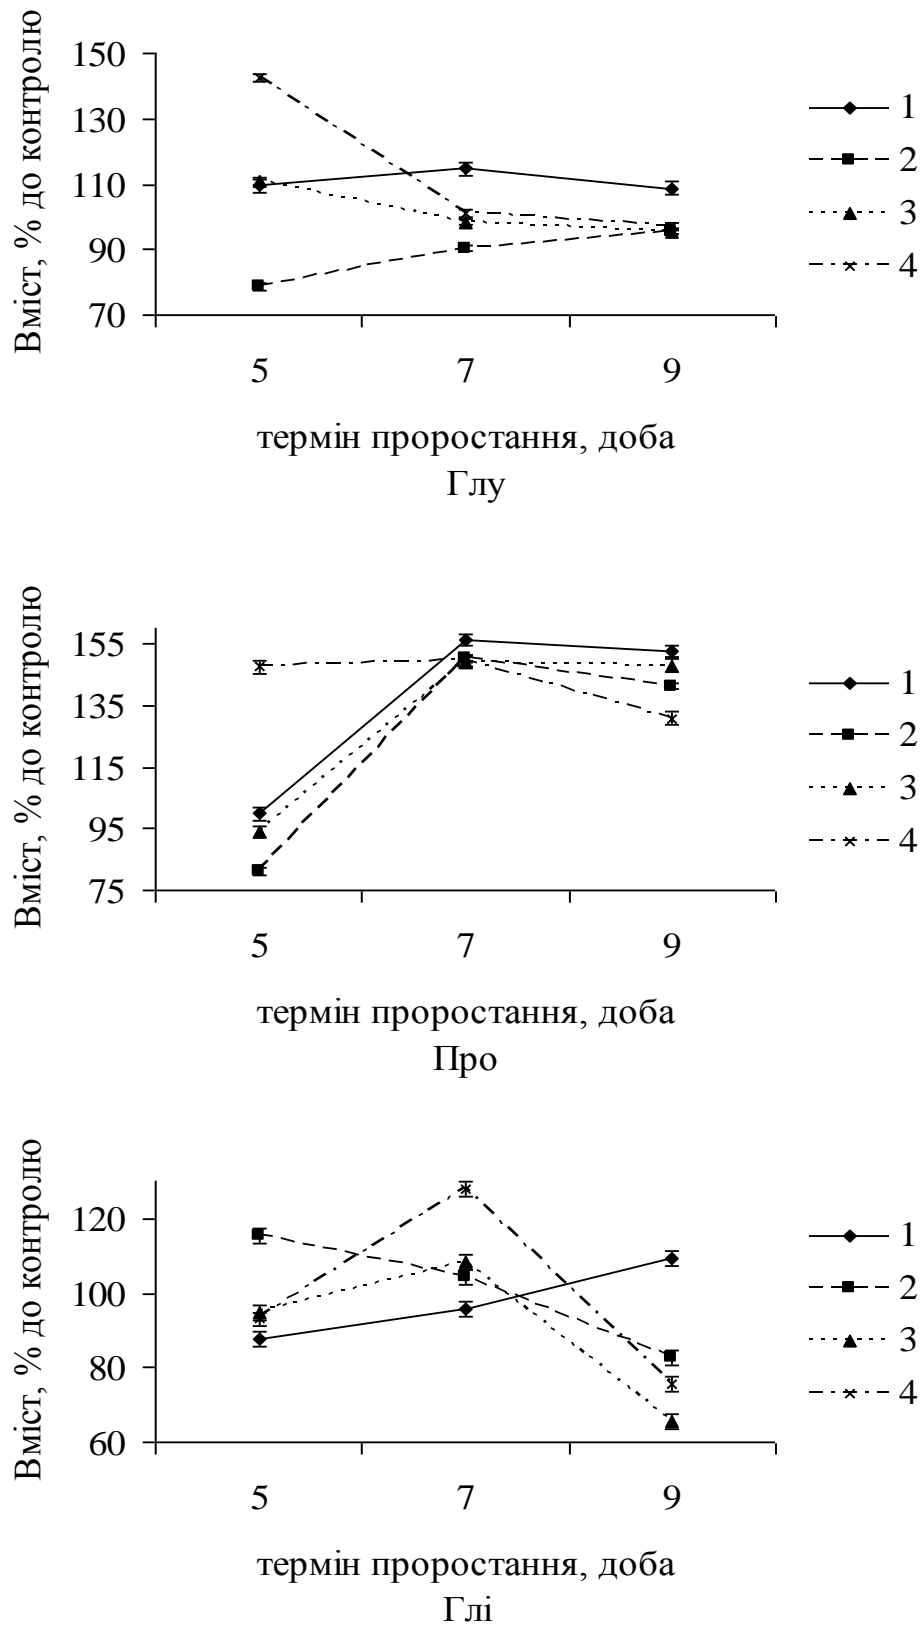 Вміст, % до контролю
150
130
110
90
70
5 7 9
термін проростання, доба
Глу
1
2
3
4
Вміст, % до контролю
155
135
115
95
75
5 7 9
термін проростання, доба
Про
1
2
3
4
Вміст, % до контролю
120
100
80
60
5 7 9
термін проростання, доба
Глі
1
2
3
4